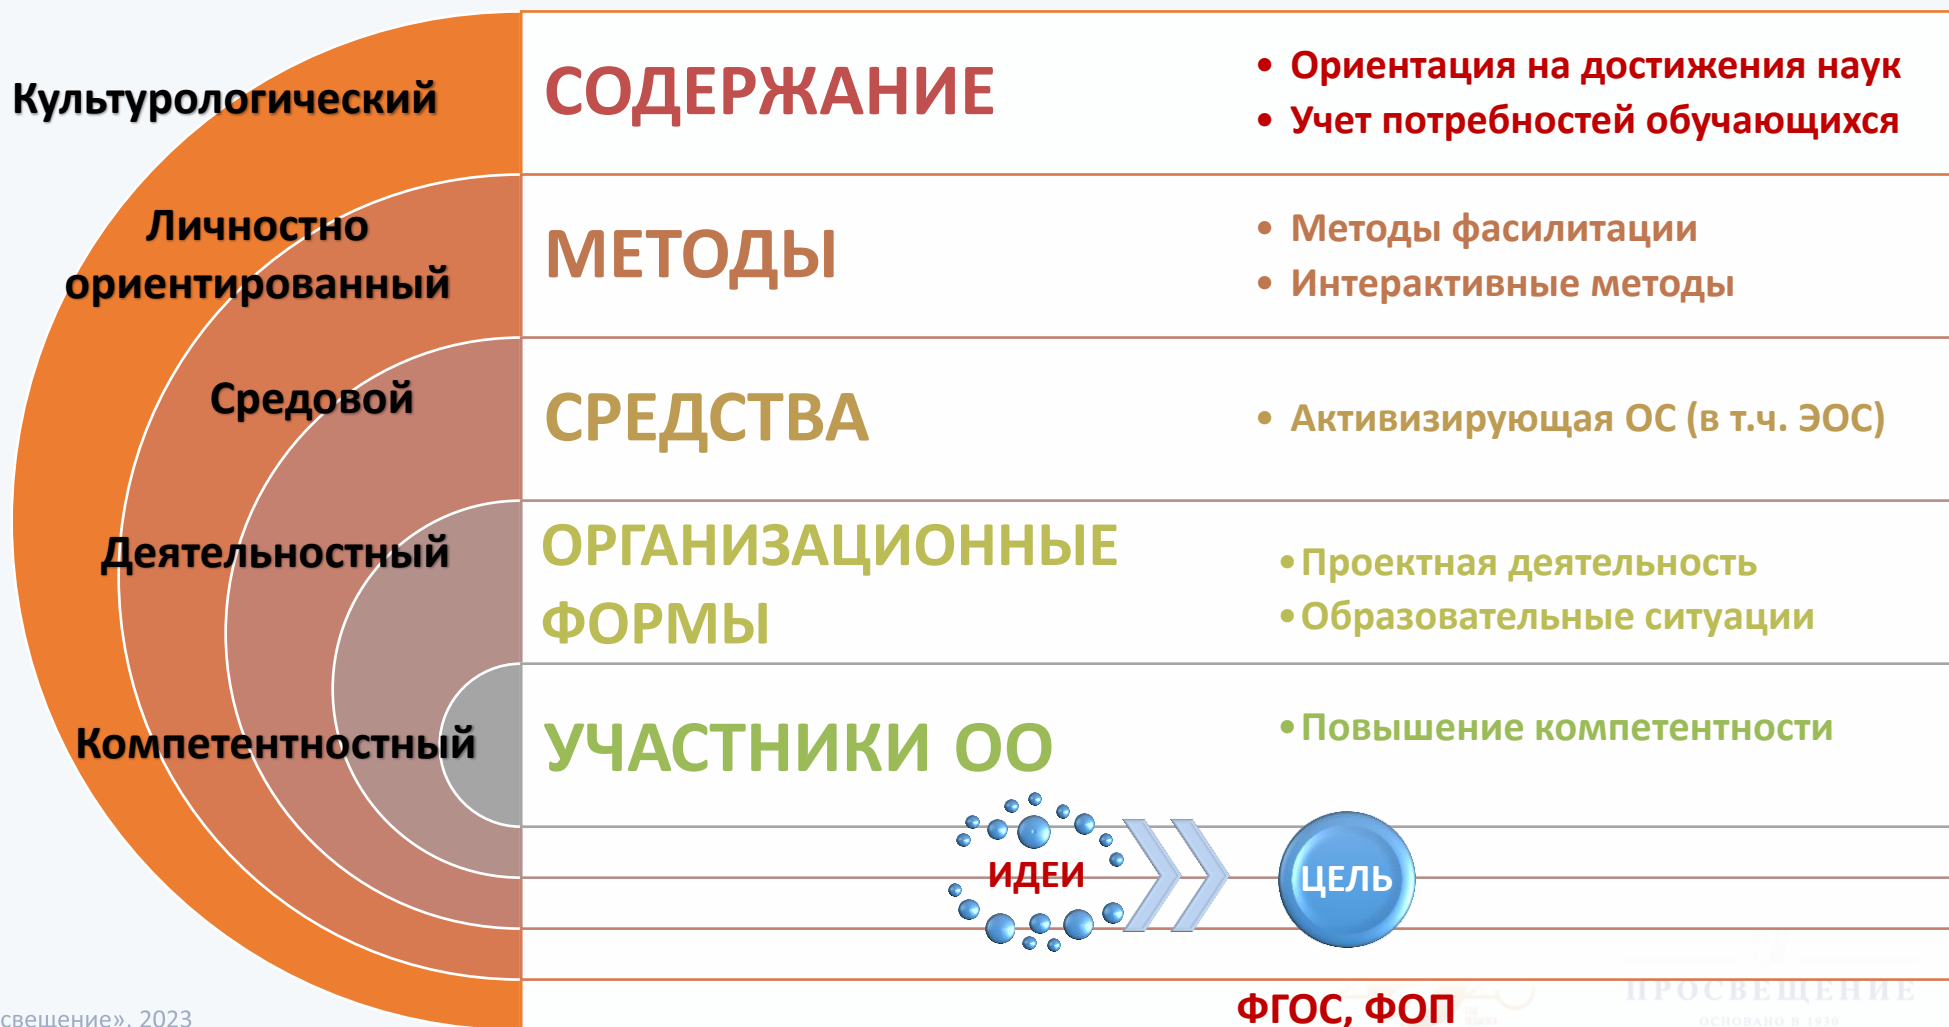 Культурологический
СОДЕРЖАНИЕ
• Ориентация на достижения наук
• Учет потребностей обучающихся
Личностно
ориентированный
МЕТОДЫ
• Методы фасилитации
• Интерактивные методы
Средовой
СРЕДСТВА
• Активизирующая ОС (в т.ч. ЭОС)
Деятельностный
ОРГАНИЗАЦИОННЫЕ
ФОРМЫ
• Проектная деятельность
• Образовательные ситуации
Компетентностный
УЧАСТНИКИ ОО
• Повышение компетентности
ИДЕИ
ЦЕЛЬ
ФГОС, ФОП
ПРОСВЕЩЕНИЕ
ОСНОВАНО В 1930
свещение». 2023